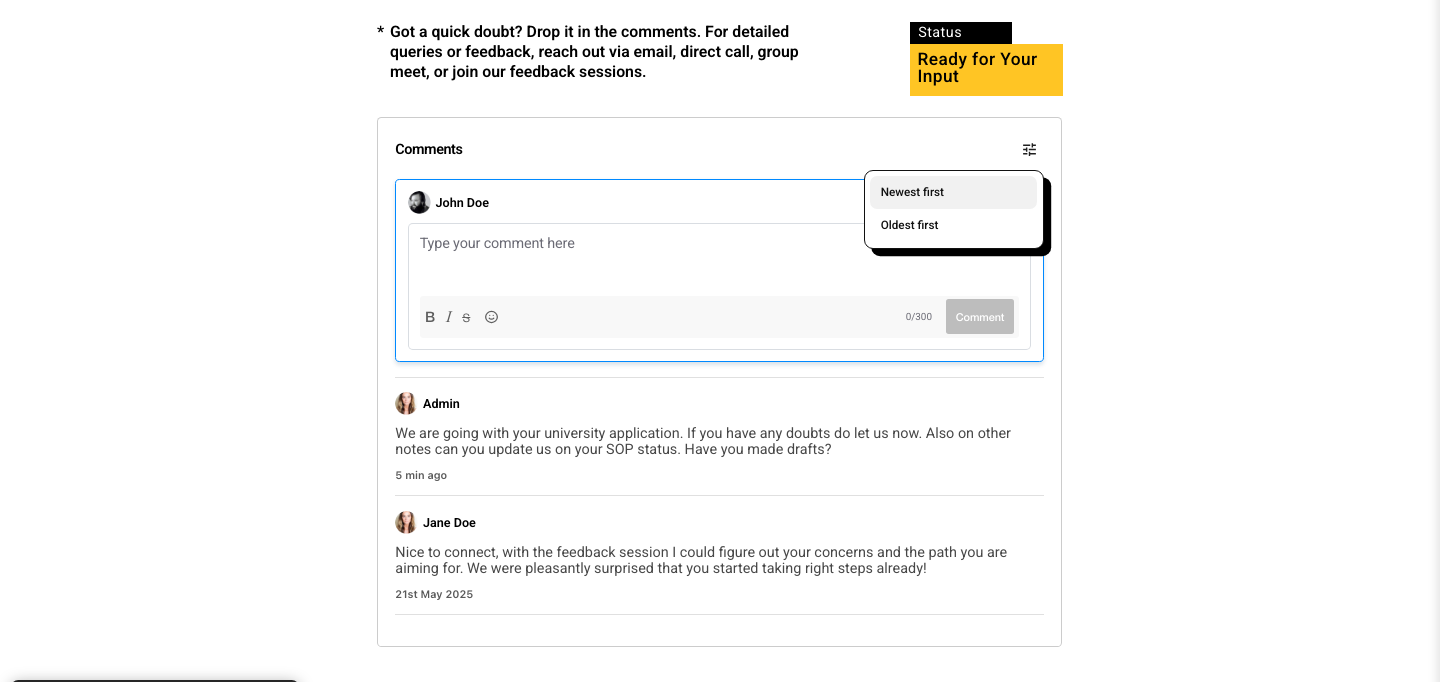 * Got a quick doubt? Drop it in the comments. For detailed
queries or feedback, reach out via email, direct call, group
meet, or join our feedback sessions.
Status
Ready for Your
Input
Comments
Newest first
Oldest first
John Doe
Type your comment here
B I S
0/300
Comment
Admin
We are going with your university application. If you have any doubts do let us now. Also on other
notes can you update us on your SOP status. Have you made drafts?
5 min ago
Jane Doe
Nice to connect, with the feedback session I could figure out your concerns and the path you are
aiming for. We were pleasantly surprised that you started taking right steps already!
21st May 2025